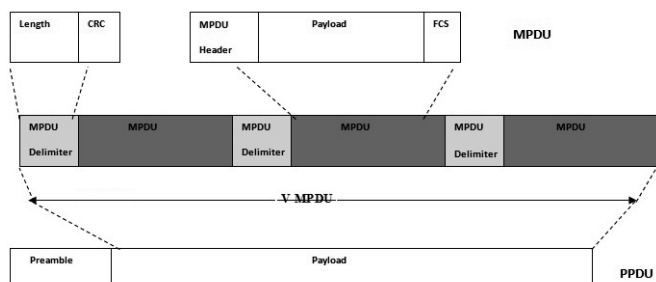 Length CRC
MPDU Header Payload FCS
MPDU
MPDU Delimiter MPDU MPDU Delimiter MPDU MPDU Delimiter MPDU
V MPDU
Preamble Payload
PPDU